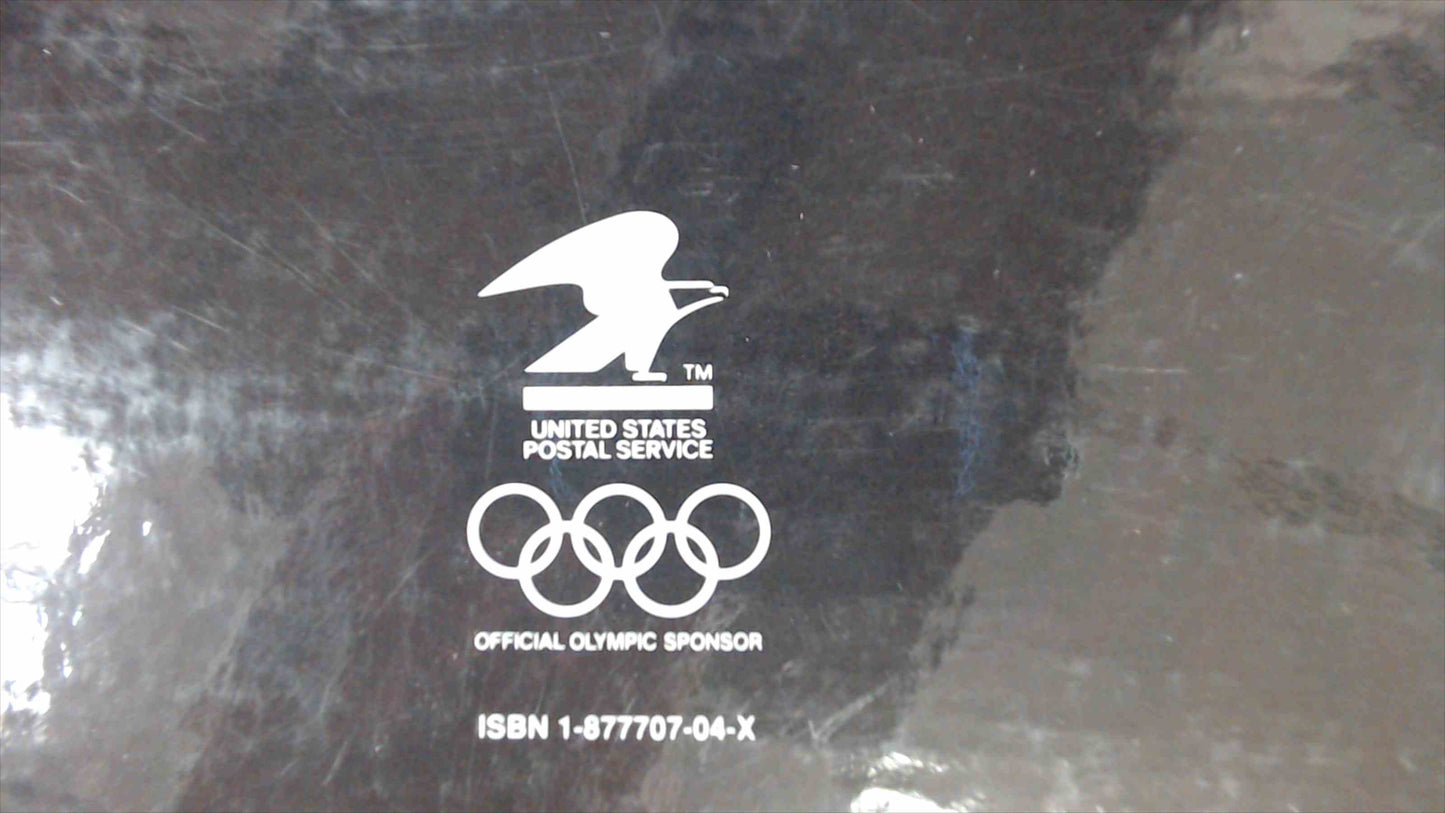 TM
UNITED STATES
POSTAL SERVICE
OFFICIAL OLYMPIC SPONSOR
ISBN 1-877707-04-X